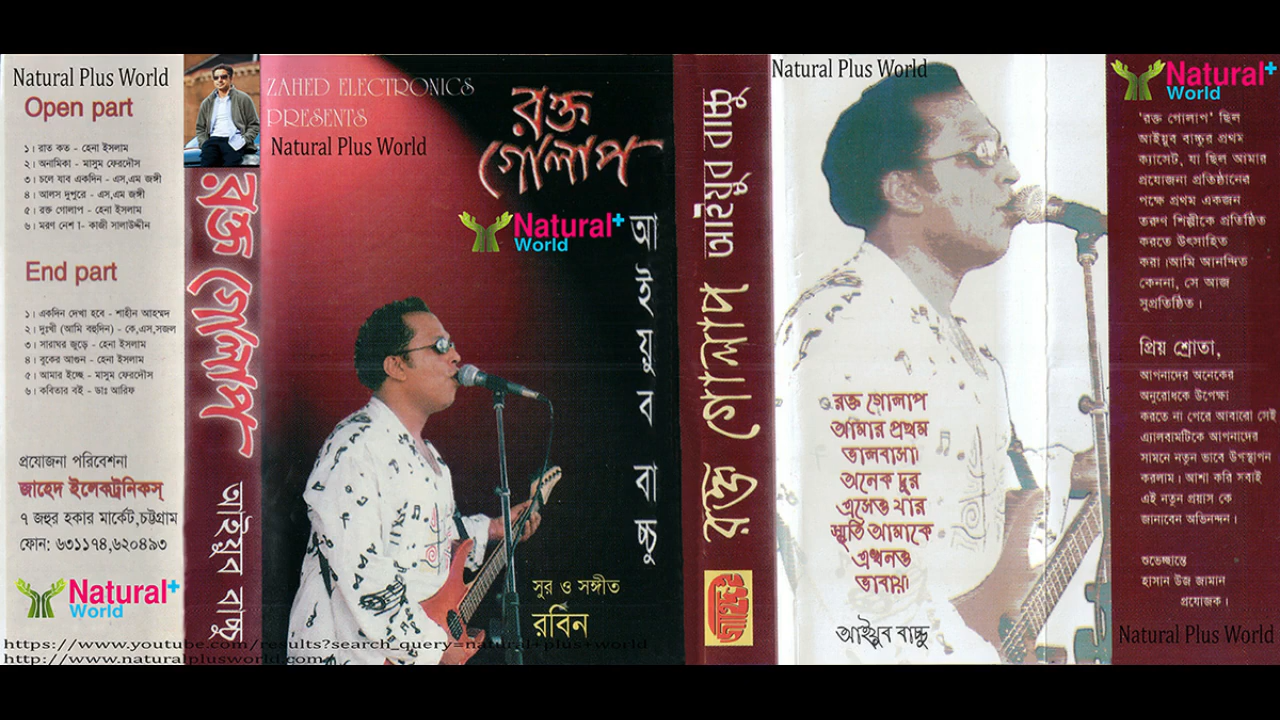 Natural Plus World
Open part
১। রাত কত - হেনা ইসলাম
২। অনামিকা - মাসুম ফেরদৌস
৩। চলে যাব একদিন - এস,এম জঙ্গী
৪। আলস দুপুরে - এস,এম জঙ্গী
৫। রক্ত গোলাপ - হেনা ইসলাম
৬। মরণ নেশ া- কাজী সালাউদ্দীন
End part
১। একদিন দেখা হবে - শাহীন আহম্মদ
২। দুঃখী (আমি বহুদিন) - কে,এস,সজল
৩। সারাঘর জুড়ে - হেনা ইসলাম
৪। বুকের আগুন - হেনা ইসলাম
৫। আমার ইচ্ছে - মাসুম ফেরদৌস
৬। কবিতার বই - ডাঃ আরিফ
প্রযোজনা পরিবেশনা
জাহেদ ইলেকট্রনিকস্
৭ জহুর হকার মার্কেট,চট্টগ্রাম
ফোন: ৬৩১১৭৪,৬২০৪৯৩
Natural+
World
রক্ত গোলাপ
আইয়ুব বাচ্চু
ZAHED ELECTRONICS
PRESENTS
Natural Plus World
রক্ত
গোলাপ
Natural+
World
আইয়ুব বাচ্চু
সুর ও সঙ্গীত
রবিন
https://www.youtube.com/results?search_query=natural+plus+world
http://www.naturalplusworld.com
রক্ত গোলাপ আইয়ুব বাচ্চু
Natural Plus World
রক্ত গোলাপ
আমার প্রথম
ভালবাসা।
অনেক দুর
এসেও যার
স্মৃতি আমাকে
এখনও
ভাবায়।
আইয়ুব বাচ্চু
Natural+
World
'রক্ত গোলাপ' ছিল
আইয়ুব বাচ্চুর প্রথম
ক্যাসেট, যা ছিল আমার
প্রযোজনা প্রতিষ্ঠানের
পক্ষে প্রথম একজন
তরুণ শিল্পীকে প্রতিষ্ঠিত
করতে উৎসাহিত
করা।আমি আনন্দিত
কেননা, সে আজ
সুপ্রতিষ্ঠিত।
প্রিয় শ্রোতা,
আপনাদের অনেকের
অনুরোধকে উপেক্ষা
করতে না পেরে আবারো সেই
এ্যালবামটিকে আপনাদের
সামনে নতুন ভাবে উপস্থাপন
করলাম। আশা করি সবাই
এই নতুন প্রয়াস কে
জানাবেন অভিনন্দন।
শুভেচ্ছান্তে
হাসান উজ জামান
প্রযোজক।
Natural Plus World